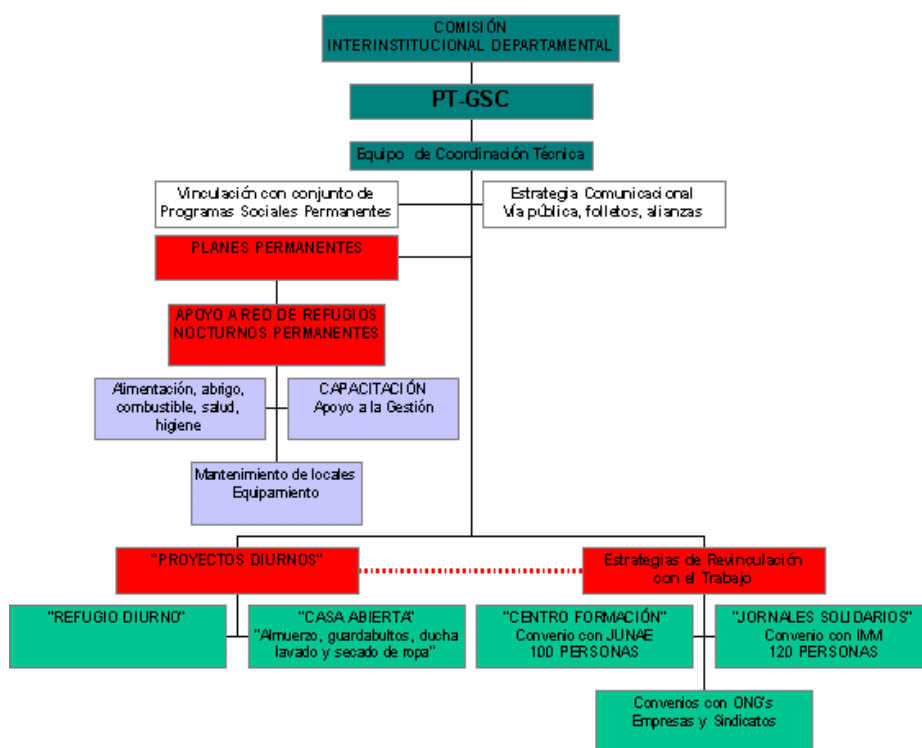 COMISIÓN
INTERINSTITUCIONAL DEPARTAMENTAL
PT-GSC
Equipo de Coordinación Técnica
Vinculación con conjunto de
Programas Sociales Permanentes
Estrategia Comunicacional
Vía pública, folletos, alianzas
PLANES PERMANENTES
APOYO A RED DE REFUGIOS
NOCTURNOS PERMANENTES
Alimentación, abrigo,
combustible, salud,
higiene
CAPACITACIÓN
Apoyo a la Gestión
Mantenimiento de locales
Equipamiento
"PROYECTOS DIURNOS"
Estrategias de Revinculación
con el Trabajo
"REFUGIO DIURNO"
"CASA ABIERTA"
"Almuerzo, guardabultos, ducha
lavado y secado de ropa"
"CENTRO FORMACIÓN"
Convenio con JUNAE
100 PERSONAS
"JORNALES SOLIDARIOS"
Convenio con IMM
120 PERSONAS
Convenios con ONG's
Empresas y Sindicatos